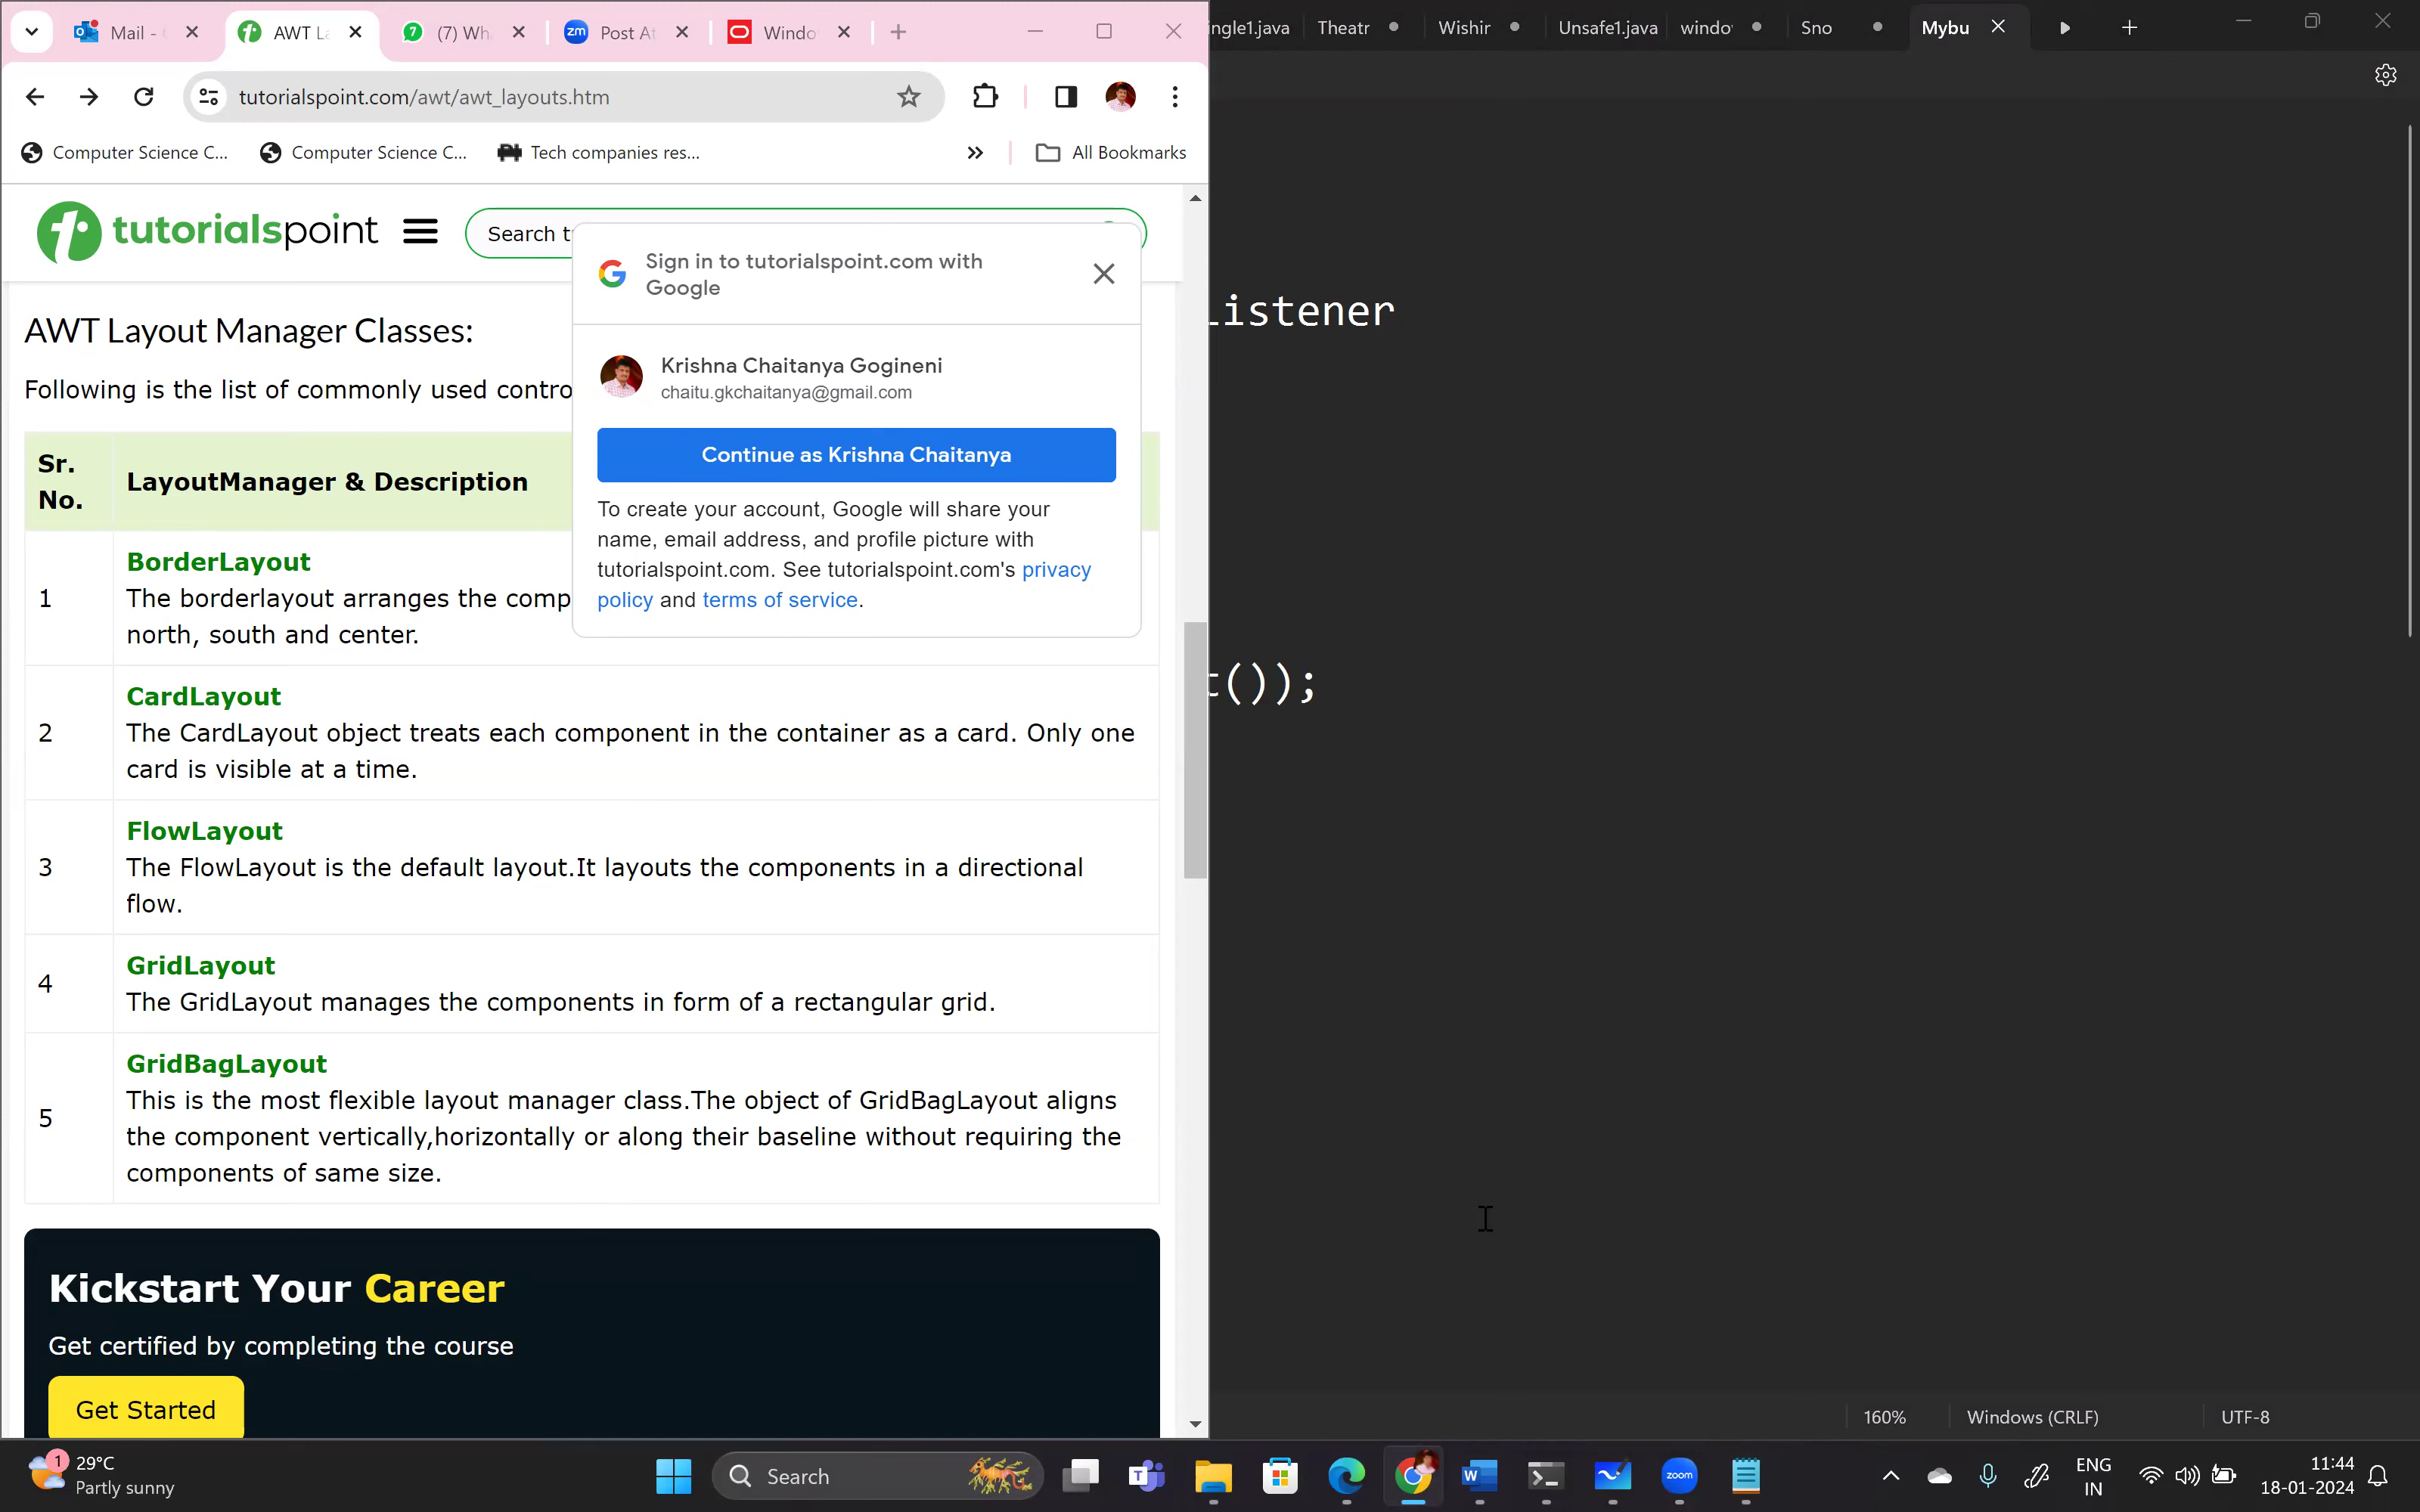 Mail -
AWT L
(7) Wh
Post A
Windo
ingle1.java
Theatr
Wishir
Unsafe1.java
windo
Sno
Mybu
tutorialspoint.com/awt/awt_layouts.htm
Computer Science C...
Computer Science C...
Tech companies res...
All Bookmarks
tutorialspoint
Search t
Sign in to tutorialspoint.com with
Google
Krishna Chaitanya Gogineni
chaitu.gkchaitanya@gmail.com
Continue as Krishna Chaitanya
To create your account, Google will share your
name, email address, and profile picture with
tutorialspoint.com. See tutorialspoint.com's privacy
policy and terms of service.
AWT Layout Manager Classes:
Following is the list of commonly used contro
Sr.
No.
LayoutManager & Description
1
BorderLayout
The borderlayout arranges the comp
north, south and center.
2
CardLayout
The CardLayout object treats each component in the container as a card. Only one
card is visible at a time.
3
FlowLayout
The FlowLayout is the default layout.It layouts the components in a directional
flow.
4
GridLayout
The GridLayout manages the components in form of a rectangular grid.
5
GridBagLayout
This is the most flexible layout manager class.The object of GridBagLayout aligns
the component vertically,horizontally or along their baseline without requiring the
components of same size.
Kickstart Your Career
Get certified by completing the course
Get Started
istener
t());
160%
Windows (CRLF)
UTF-8
1
29°C
Partly sunny
Search
zoom
ENG
IN
11:44
18-01-2024